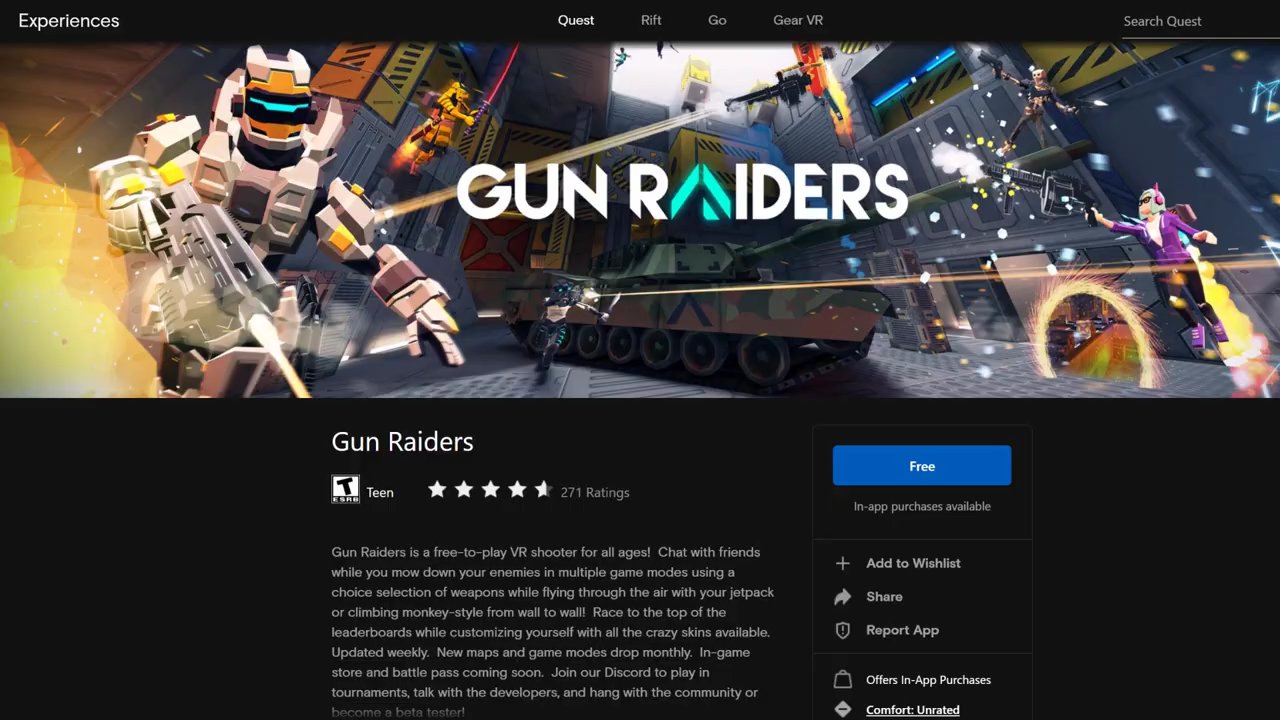 Experiences
Quest
Rift
Go
Gear VR
Search Quest
GUN RAIDERS
Gun Raiders
T
ESRB
Teen
271 Ratings
Gun Raiders is a free-to-play VR shooter for all ages!  Chat with friends
while you mow down your enemies in multiple game modes using a
choice selection of weapons while flying through the air with your jetpack
or climbing monkey-style from wall to wall!  Race to the top of the
leaderboards while customizing yourself with all the crazy skins available.
Updated weekly.  New maps and game modes drop monthly.  In-game
store and battle pass coming soon.  Join our Discord to play in
tournaments, talk with the developers, and hang with the community or
become a beta tester!
Free
In-app purchases available
Add to Wishlist
Share
Report App
Offers In-App Purchases
Comfort: Unrated